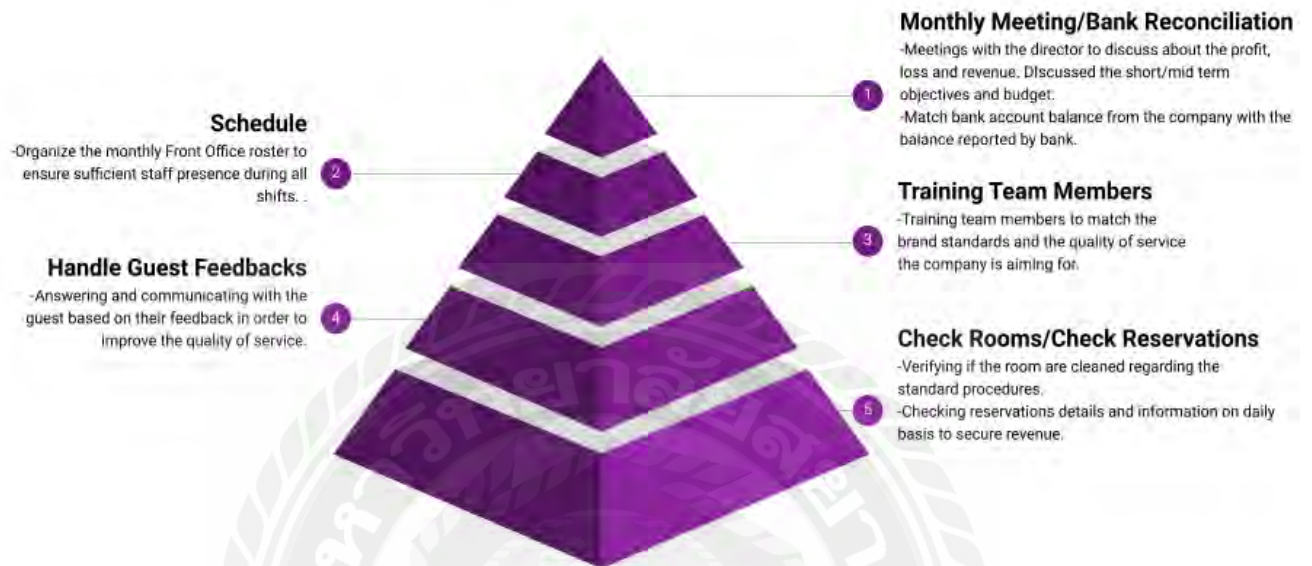 Monthly Meeting/Bank Reconciliation
-Meetings with the director to discuss about the profit,
loss and revenue. DIscussed the short/mid term
objectives and budget.
-Match bank account balance from the company with the
balance reported by bank.
1
Schedule
-Organize the monthly Front Office roster to
ensure sufficient staff presence during all
shifts. .
2
Training Team Members
-Training team members to match the
brand standards and the quality of service
the company is aiming for.
3
Handle Guest Feedbacks
-Answering and communicating with the
guest based on their feedback in order to
improve the quality of service.
4
Check Rooms/Check Reservations
-Verifying if the room are cleaned regarding the
standard procedures.
-Checking reservations details and information on daily
basis to secure revenue.
5